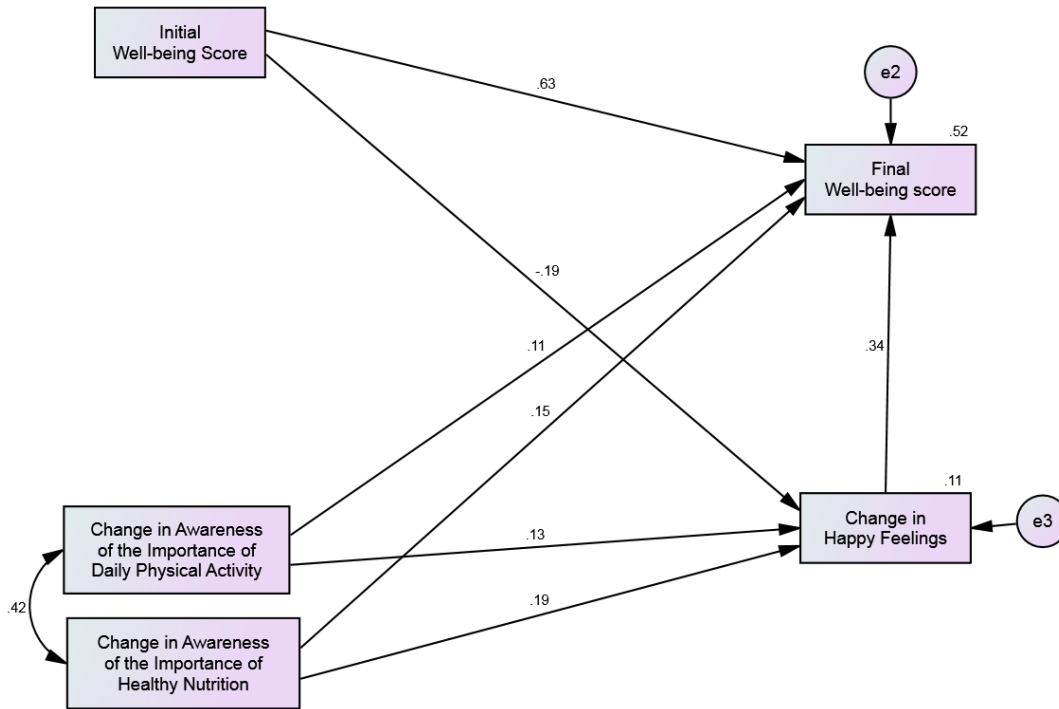 Initial
Well-being Score
e2
.63
.52
Final
Well-being score
-.19
.11
.34
.15
.11
Change in Awareness
of the Importance of
Daily Physical Activity
.13
Change in
Happy Feelings
e3
.19
.42
Change in Awareness
of the Importance of
Healthy Nutrition